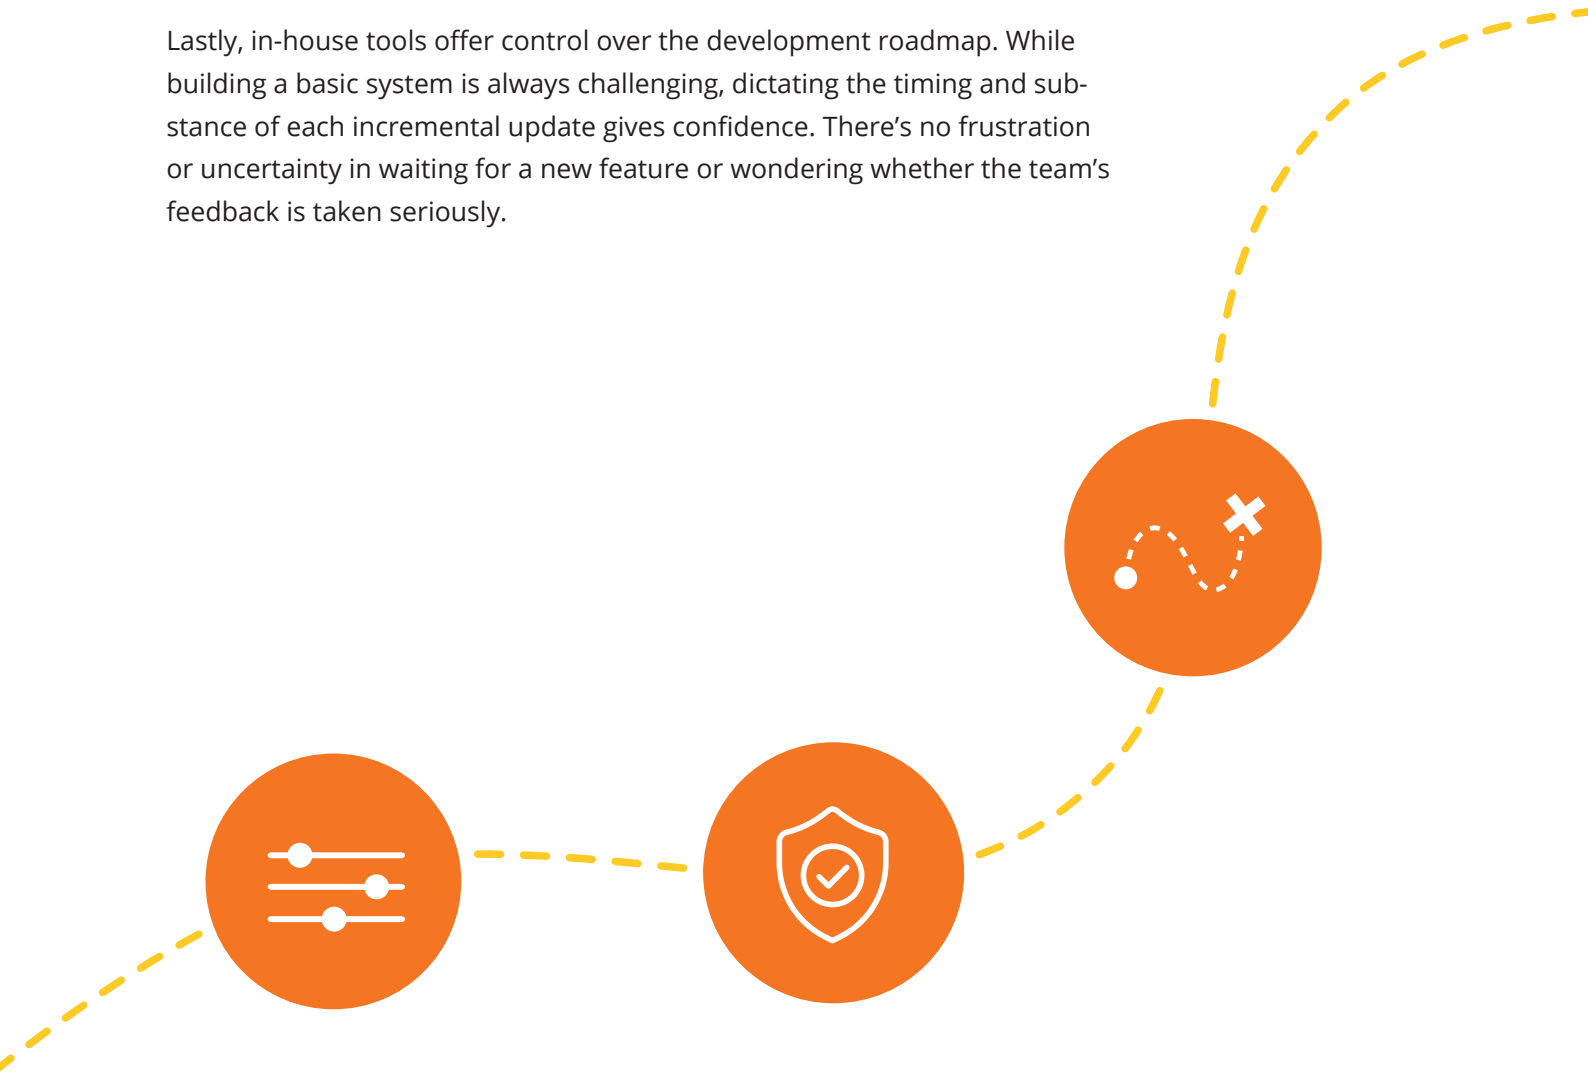 Lastly, in-house tools offer control over the development roadmap. While
building a basic system is always challenging, dictating the timing and sub-
stance of each incremental update gives confidence. There’s no frustration
or uncertainty in waiting for a new feature or wondering whether the team’s
feedback is taken seriously.